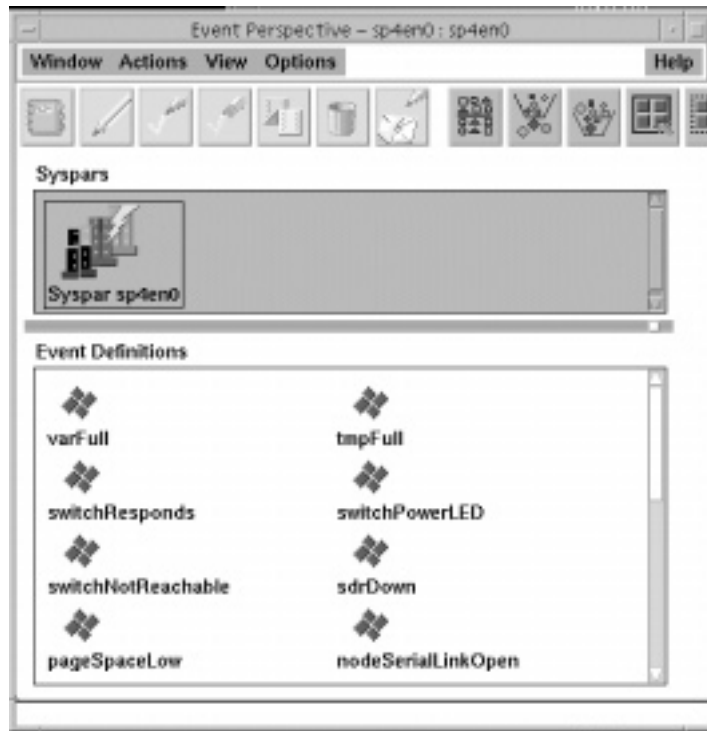 Event Perspective – sp4en0 : sp4en0
Window Actions View Options Help
Syspars
Syspar sp4en0
Event Definitions
varFull tmpFull
switchResponds switchPowerLED
switchNotReachable sdrDown
pageSpaceLow nodeSerialLinkOpen